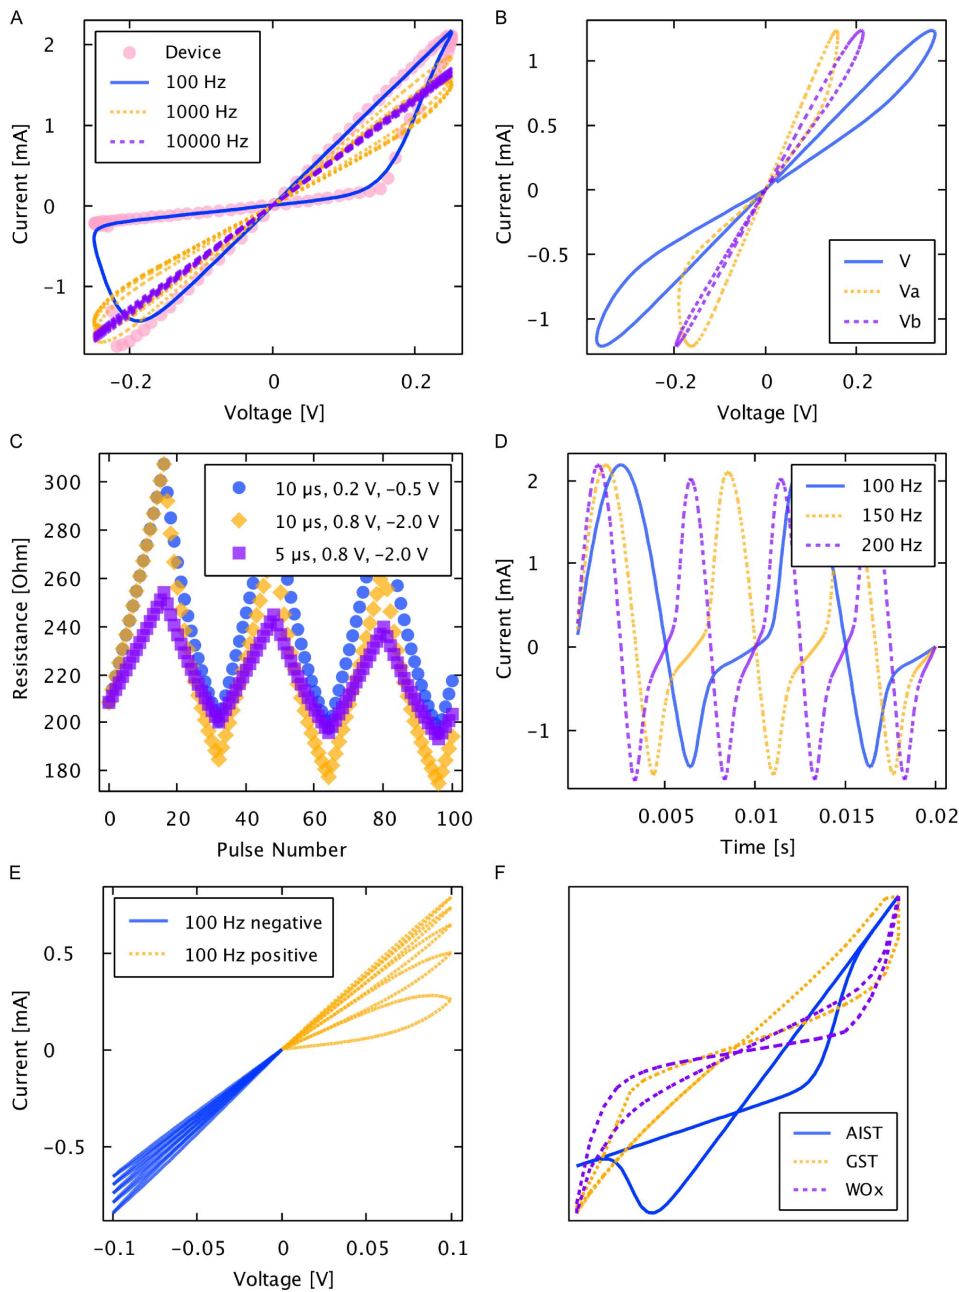 A
B
2
1
0
−1
Current [mA]
Device
100 Hz
1000 Hz
10000 Hz
−0.2
0
0.2
Voltage [V]
1
0.5
0
−0.5
−1
Current [mA]
V
Va
Vb
−0.2
0
0.2
Voltage [V]
C
D
300
280
260
240
220
200
180
Resistance [Ohm]
10 μs, 0.2 V, −0.5 V
10 μs, 0.8 V, −2.0 V
5 μs, 0.8 V, −2.0 V
0
20
40
60
80
100
Pulse Number
2
1
0
−1
Current [mA]
100 Hz
150 Hz
200 Hz
0.005
0.01
0.015
0.02
Time [s]
E
F
0.5
0
−0.5
Current [mA]
100 Hz negative
100 Hz positive
−0.1
−0.05
0
0.05
0.1
Voltage [V]
AIST
GST
WOx